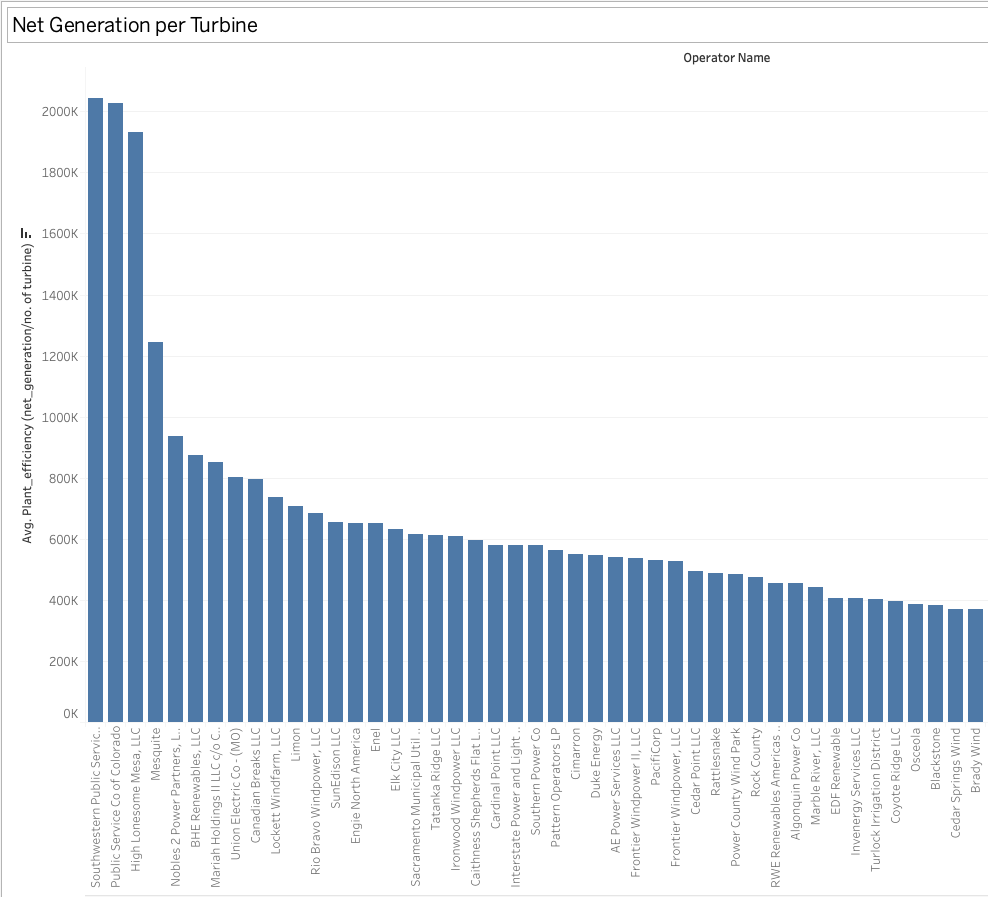 Net Generation per Turbine
Operator Name
Avg. Plant_efficiency (net_generation/no. of turbine)
2000K
1800K
1600K
1400K
1200K
1000K
800K
600K
400K
200K
0K
Southwestern Public Servic..
Public Service Co of Colorado
High Lonesome Mesa, LLC
Mesquite
Nobles 2 Power Partners, L..
BHE Renewables, LLC
Mariah Holdings II LLC c/o C..
Union Electric Co - (MO)
Canadian Breaks LLC
Lockett Windfarm, LLC
Limon
Rio Bravo Windpower, LLC
SunEdison LLC
Engie North America
Enel
Elk City LLC
Sacramento Municipal Util ..
Tatanka Ridge LLC
Ironwood Windpower LLC
Caithness Shepherds Flat L..
Cardinal Point LLC
Interstate Power and Light ..
Southern Power Co
Pattern Operators LP
Cimarron
Duke Energy
AE Power Services LLC
Frontier Windpower II, LLC
PacifiCorp
Frontier Windpower, LLC
Cedar Point LLC
Rattlesnake
Power County Wind Park
Rock County
RWE Renewables Americas ..
Algonquin Power Co
Marble River, LLC
EDF Renewable
Invenergy Services LLC
Turlock Irrigation District
Coyote Ridge LLC
Osceola
Blackstone
Cedar Springs Wind
Brady Wind